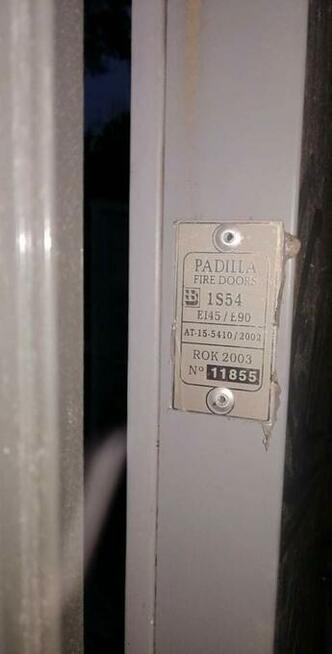 PADILLA
FIRE DOORS
1S54
EI45/E90
AT-15-5410/2002
ROK 2003
Nº 11855